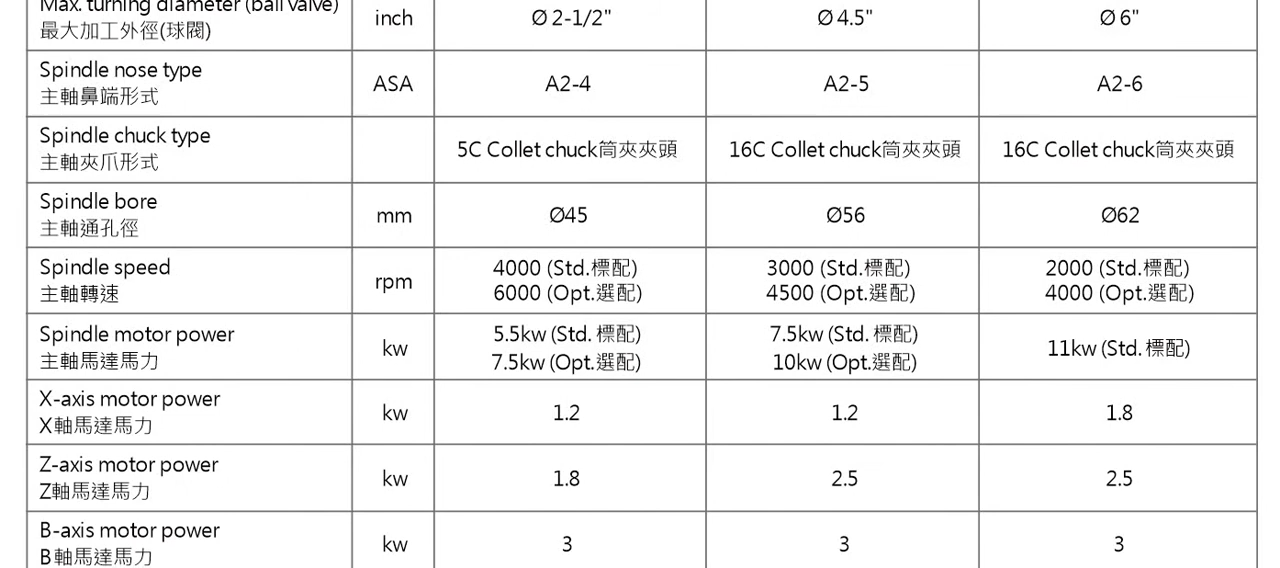 Max. turning diameter (ball valve)
最大加工外徑(球閥)
inch
Ø 2-1/2"
Ø 4.5"
Ø 6"
Spindle nose type
主軸鼻端形式
ASA
A2-4
A2-5
A2-6
Spindle chuck type
主軸夾爪形式
5C Collet chuck筒夾夾頭
16C Collet chuck筒夾夾頭
16C Collet chuck筒夾夾頭
Spindle bore
主軸通孔徑
mm
Ø45
Ø56
Ø62
Spindle speed
主軸轉速
rpm
4000 (Std.標配)
6000 (Opt.選配)
3000 (Std.標配)
4500 (Opt.選配)
2000 (Std.標配)
4000 (Opt.選配)
Spindle motor power
主軸馬達馬力
kw
5.5kw (Std. 標配)
7.5kw (Opt.選配)
7.5kw (Std. 標配)
10kw (Opt.選配)
11kw (Std. 標配)
X-axis motor power
X軸馬達馬力
kw
1.2
1.2
1.8
Z-axis motor power
Z軸馬達馬力
kw
1.8
2.5
2.5
B-axis motor power
B軸馬達馬力
kw
3
3
3